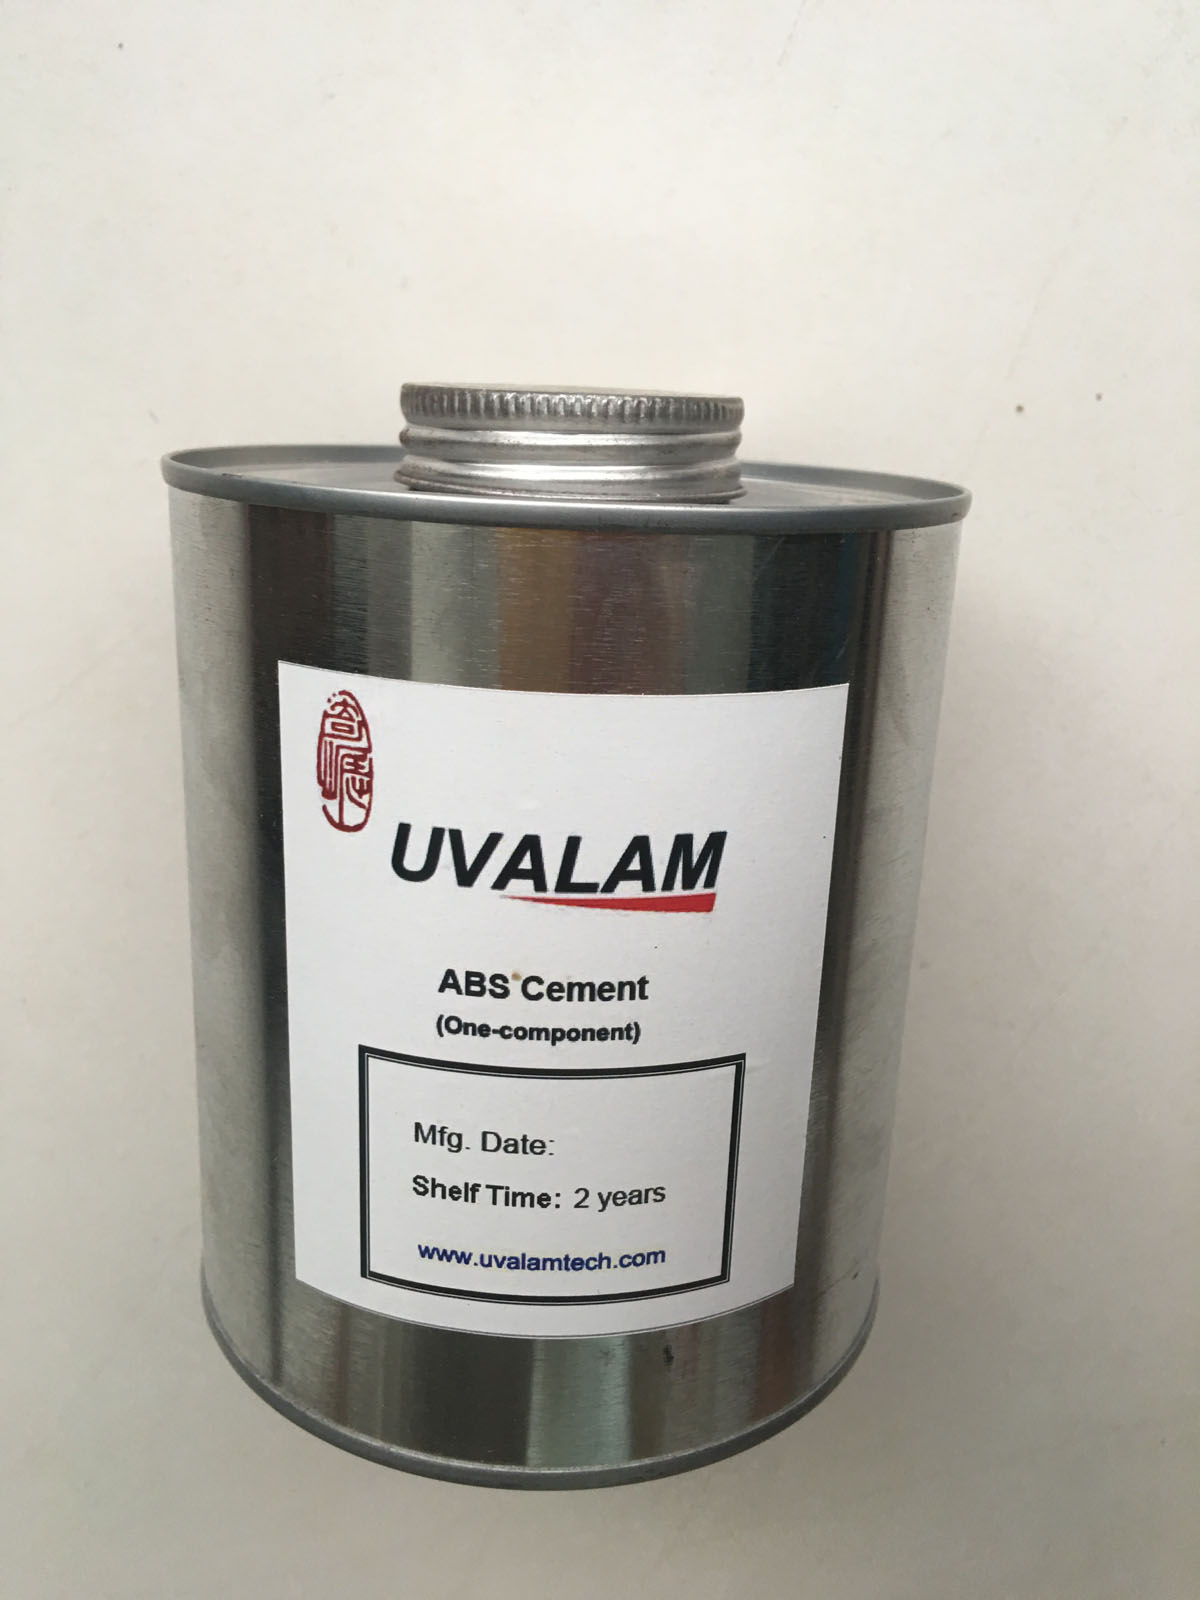 UVALAM
ABS Cement
(One-component)
Mfg. Date:
Shelf Time: 2 years
www.uvalamtech.com